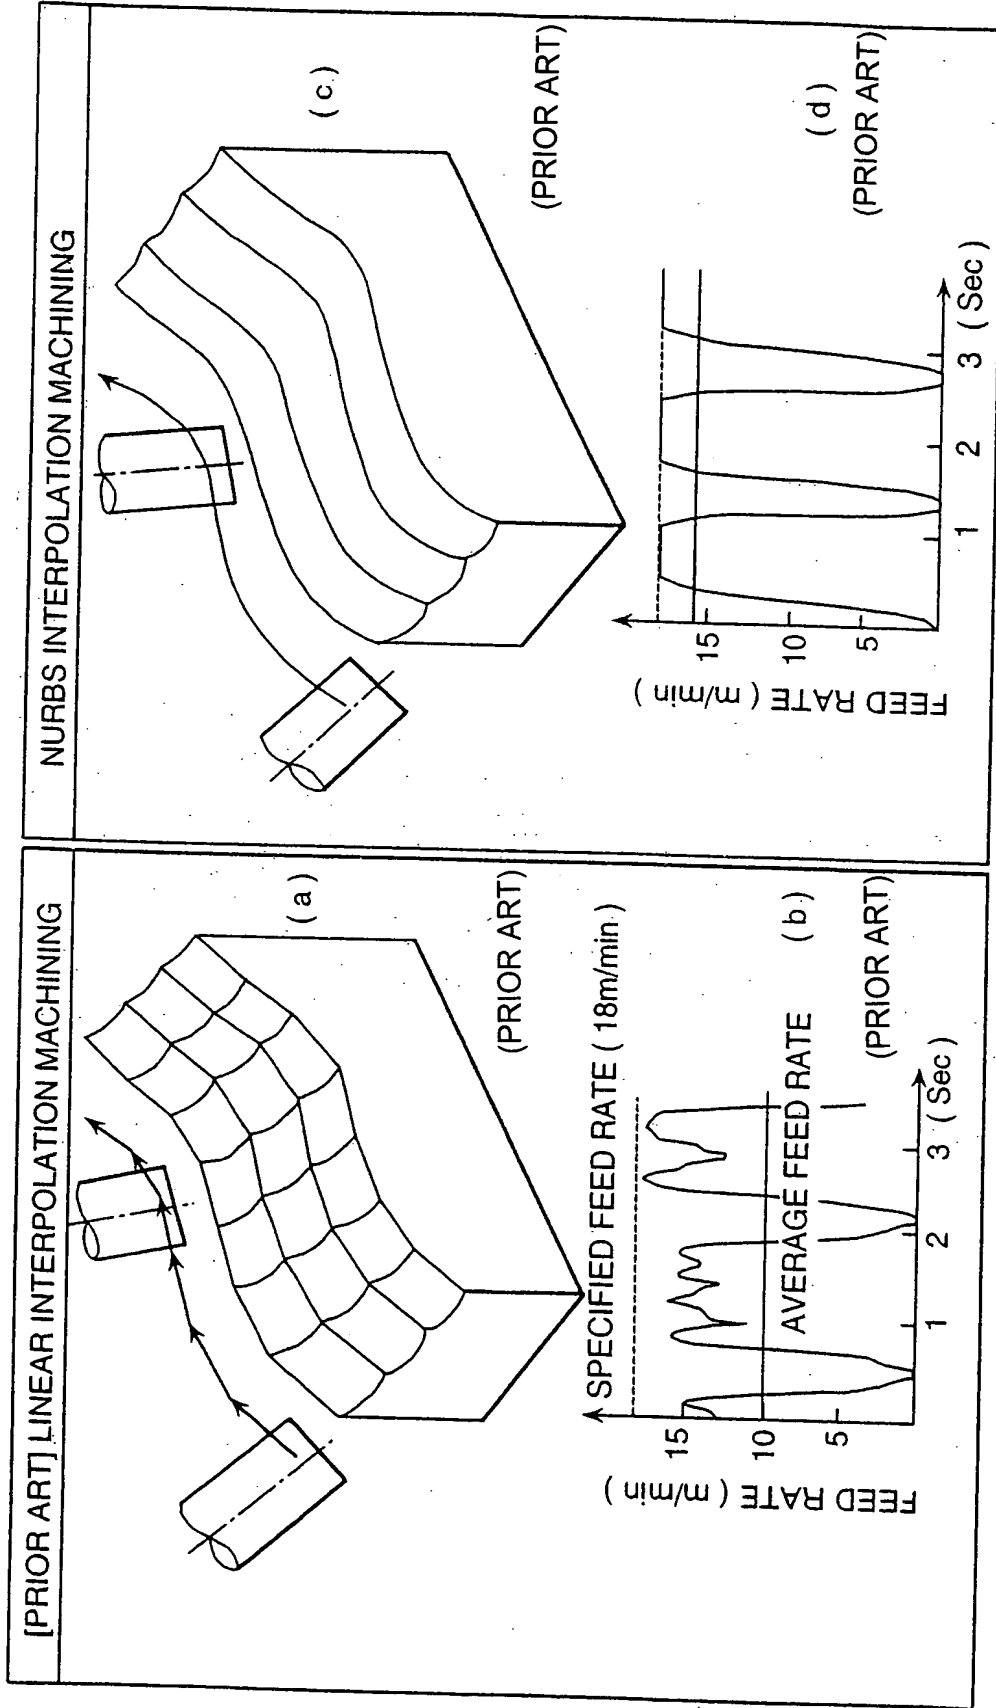 [PRIOR ART] LINEAR INTERPOLATION MACHINING
( a )
(PRIOR ART)
SPECIFIED FEED RATE ( 18m/min )
15
10
5
FEED RATE ( m/min )
AVERAGE FEED RATE
1
2
3
( Sec )
( b )
(PRIOR ART)
NURBS INTERPOLATION MACHINING
( c )
(PRIOR ART)
15
10
5
FEED RATE ( m/min )
1
2
3
( Sec )
( d )
(PRIOR ART)